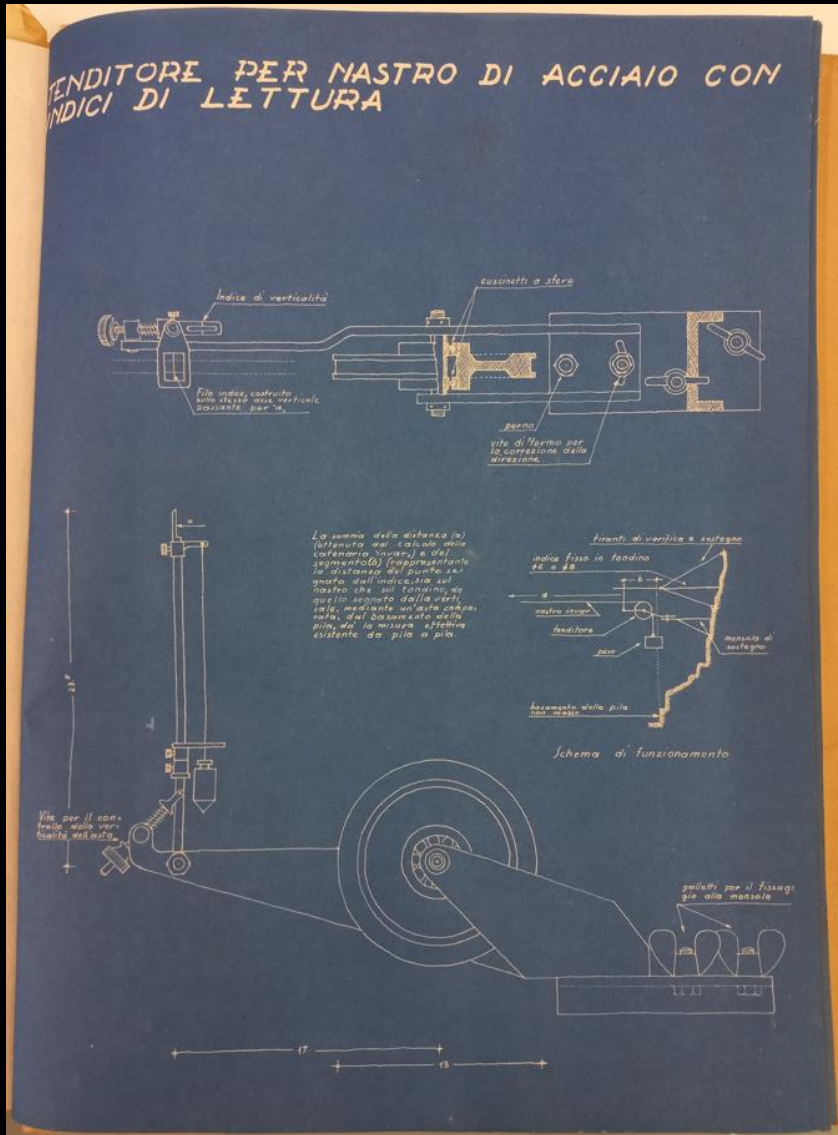 TENDITORE PER NASTRO DI ACCIAIO CON
INDICI DI LETTURA
Indice di verticalità
cuscinetti a sfera
Filo indice, costruito
sullo stesso asse verticale
passante per "a„
perno
vite di fermo per
la correzione della
direzione
a
La somma della distanza (a)
(ottenuta dal calcolo della
catenaria invar,) e del
segmento (b) (rappresentante
la distanza del punto se-
gnato dall'indice, sia sul
nastro che sul tondino, da
quello segnato dalla verti-
cale, mediante un'asta compa-
rata, dal basamento della
pila, da' la misura effettiva
esistente da pila a pila.
tiranti di verifica e sostegno
indice fisso in tondino
ø6 o ø8
b
a
nastro invar
tenditore
peso
mensola di
sostegno
basamento della pila
Schema di funzionamento
Vite per il con-
trollo della ver-
ticalità dell'asta
galletti per il fissag-
gio alla mensola
17
18